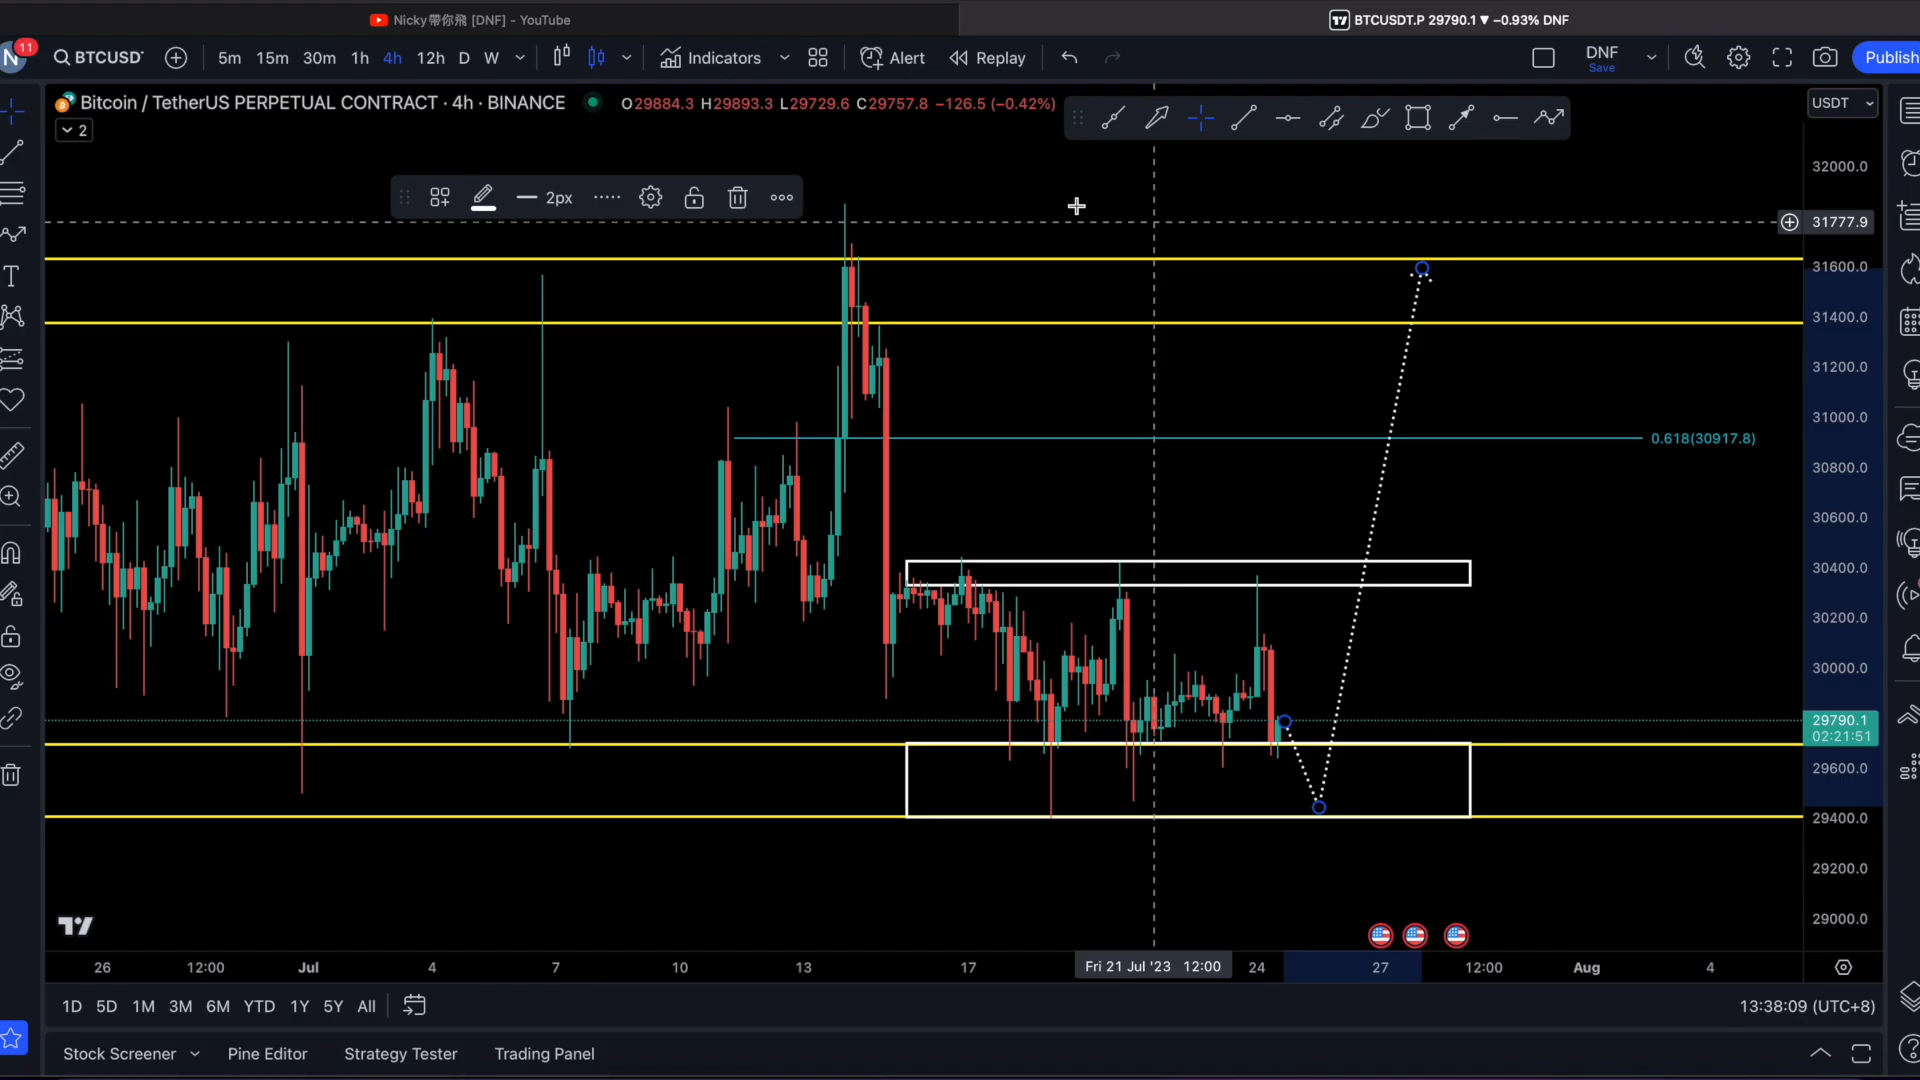 Nicky帶你飛 [DNF] - YouTube
BTCUSDT.P 29790.1 ▼ −0.93% DNF
N 11
BTCUSDT
5m 15m 30m 1h 4h 12h D W
Indicators
Alert
Replay
DNF
Save
Publish
Bitcoin / TetherUS PERPETUAL CONTRACT · 4h · BINANCE
O29884.3 H29893.3 L29729.6 C29757.8 −126.5 (−0.42%)
USDT
2
2px
32000.0
31777.9
31600.0
31400.0
31200.0
31000.0
0.618(30917.8)
30800.0
30600.0
30400.0
30200.0
30000.0
29790.1
02:21:51
29600.0
29400.0
29200.0
29000.0
26 12:00 Jul 4 7 10 13 17 Fri 21 Jul '23 12:00 24 27 12:00 Aug 4
1D 5D 1M 3M 6M YTD 1Y 5Y All
13:38:09 (UTC+8)
Stock Screener Pine Editor Strategy Tester Trading Panel